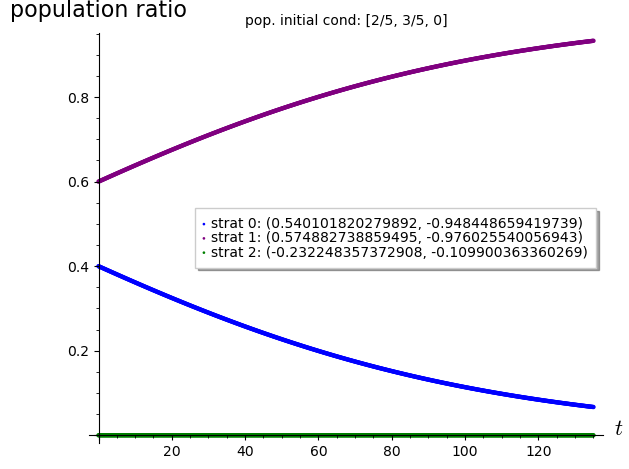 population ratio
pop. initial cond: [2/5, 3/5, 0]
0.8
0.6
strat 0: (0.540101820279892, -0.948448659419739)
strat 1: (0.574882738859495, -0.976025540056943)
strat 2: (-0.232248357372908, -0.109900363360269)
0.4
0.2
t
20 40 60 80 100 120